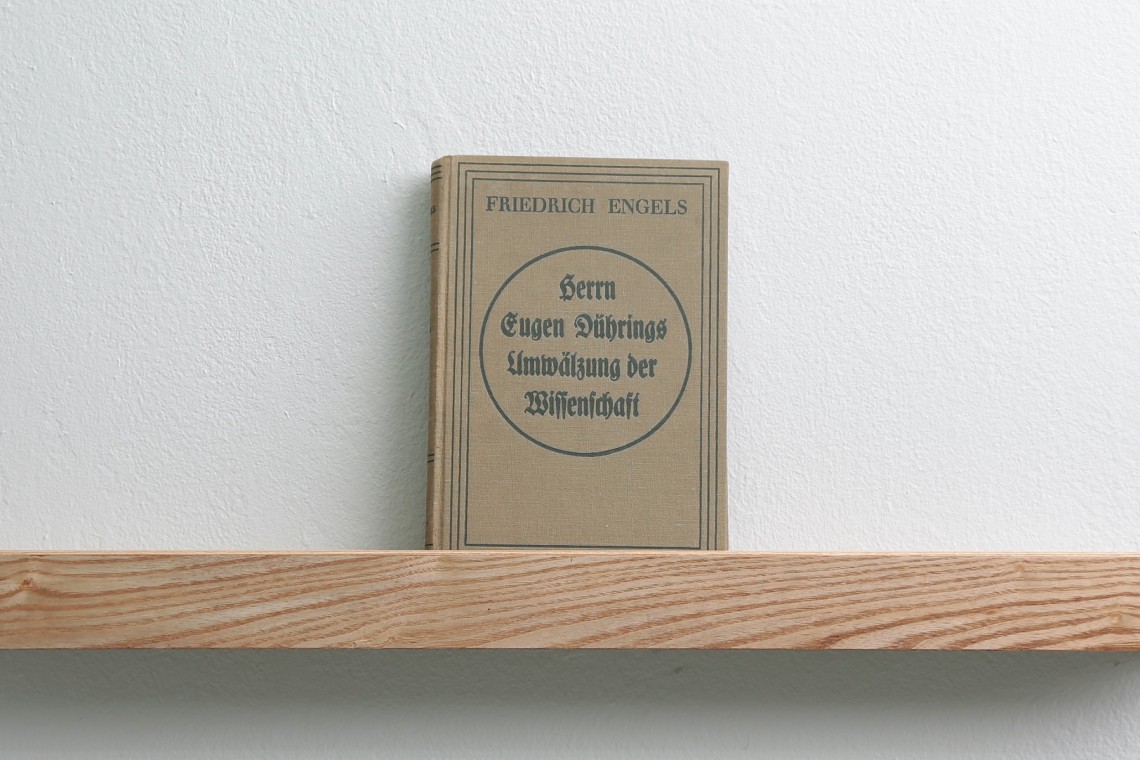 FRIEDRICH ENGELS
Herrn
Eugen Dührings
Umwälzung der
Wiſſenſchaft